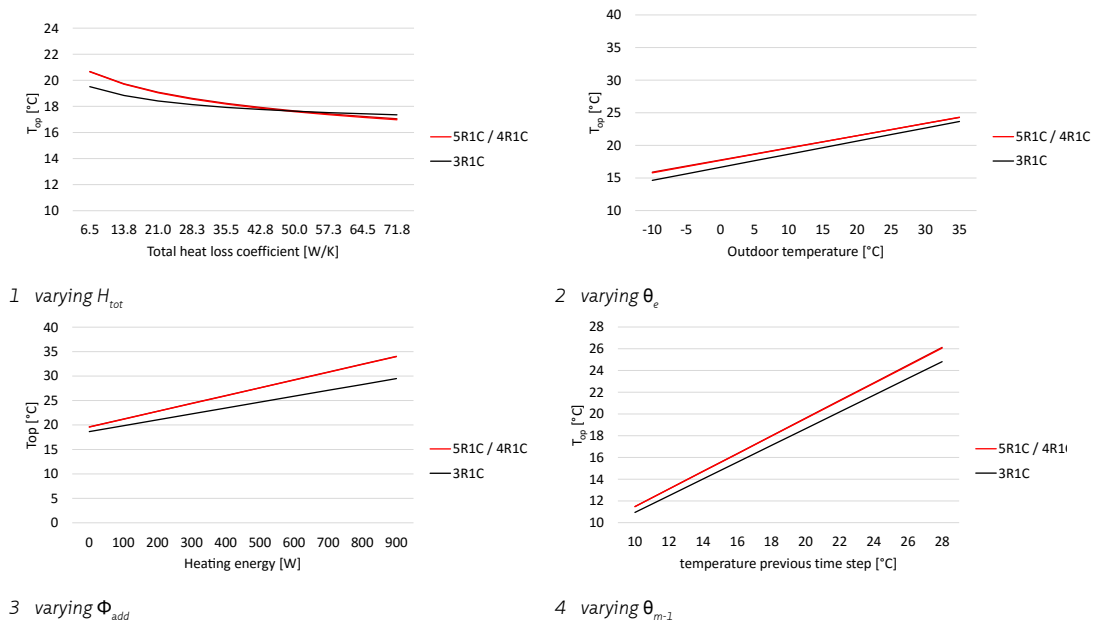 24
22
20
18
16
14
12
10
T_op [°C]
6.5 13.8 21.0 28.3 35.5 42.8 50.0 57.3 64.5 71.8
Total heat loss coefficient [W/K]
5R1C / 4R1C
3R1C
1 varying H_tot
40
35
30
25
20
15
10
T_op [°C]
-10 -5 0 5 10 15 20 25 30 35
Outdoor temperature [°C]
5R1C / 4R1C
3R1C
2 varying θ_e
40
35
30
25
20
15
10
5
0
Top [°C]
0 100 200 300 400 500 600 700 800 900
Heating energy [W]
5R1C / 4R1C
3R1C
3 varying Φ_add
28
26
24
22
20
18
16
14
12
10
T_op [°C]
10 12 14 16 18 20 22 24 26 28
temperature previous time step [°C]
5R1C / 4R1(
3R1C
4 varying θ_m-1